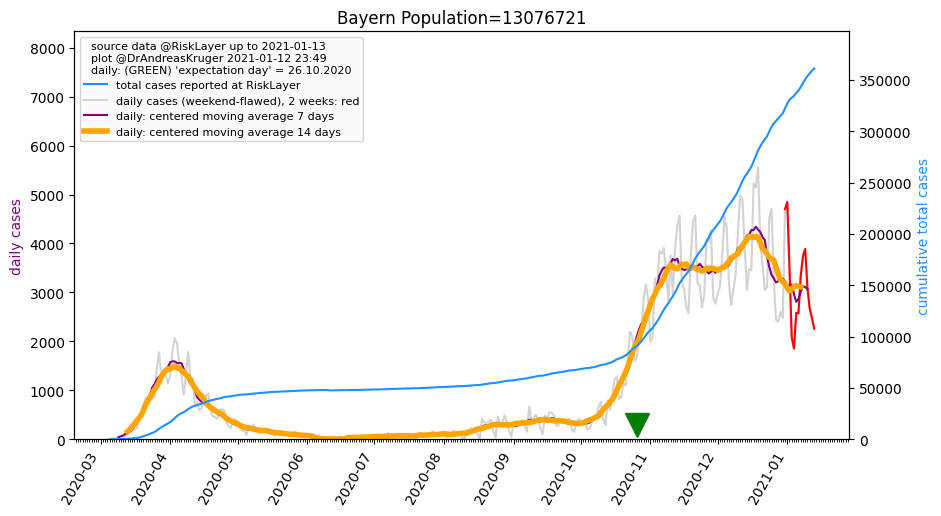 Bayern Population=13076721
source data @RiskLayer up to 2021-01-13
plot @DrAndreasKruger 2021-01-12 23:49
daily: (GREEN) 'expectation day' = 26.10.2020
total cases reported at RiskLayer
daily cases (weekend-flawed), 2 weeks: red
daily: centered moving average 7 days
daily: centered moving average 14 days
daily cases
8000
7000
6000
5000
4000
3000
2000
1000
0
cumulative total cases
350000
300000
250000
200000
150000
100000
50000
0
2020-03
2020-04
2020-05
2020-06
2020-07
2020-08
2020-09
2020-10
2020-11
2020-12
2021-01